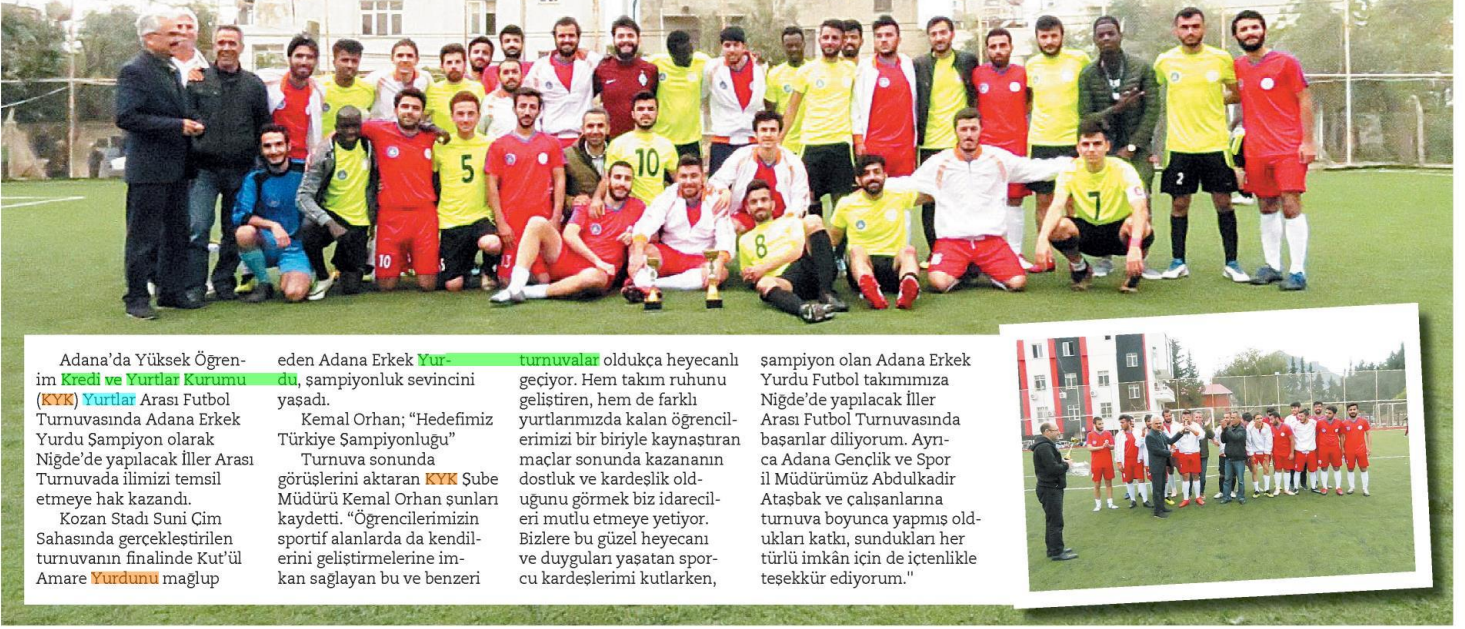 Adana’da Yüksek Öğren-
im Kredi ve Yurtlar Kurumu
(KYK) Yurtlar Arası Futbol
Turnuvasında Adana Erkek
Yurdu Şampiyon olarak
Niğde’de yapılacak İller Arası
Turnuvada ilimizi temsil
etmeye hak kazandı.
Kozan Stadı Suni Çim
Sahasında gerçekleştirilen
turnuvanın finalinde Kut’ül
Amare Yurdunu mağlup
eden Adana Erkek Yur-
du, şampiyonluk sevincini
yaşadı.
Kemal Orhan; “Hedefimiz
Türkiye Şampiyonluğu”
Turnuva sonunda
görüşlerini aktaran KYK Şube
Müdürü Kemal Orhan şunları
kaydetti. “Öğrencilerimizin
sportif alanlarda da kendil-
erini geliştirmelerine im-
kan sağlayan bu ve benzeri
turnuvalar oldukça heyecanlı
geçiyor. Hem takım ruhunu
geliştiren, hem de farklı
yurtlarımızda kalan öğrencil-
erimizi bir biriyle kaynaştıran
maçlar sonunda kazananın
dostluk ve kardeşlik old-
uğunu görmek biz idarecil-
eri mutlu etmeye yetiyor.
Bizlere bu güzel heyecanı
ve duyguları yaşatan spor-
cu kardeşlerimi kutlarken,
şampiyon olan Adana Erkek
Yurdu Futbol takımımıza
Niğde’de yapılacak İller
Arası Futbol Turnuvasında
başarılar diliyorum. Ayrı-
ca Adana Gençlik ve Spor
il Müdürümüz Abdulkadir
Ataşbak ve çalışanlarına
turnuva boyunca yapmış old-
ukları katkı, sundukları her
türlü imkân için de içtenlikle
teşekkür ediyorum."
5
10
10
13
8
7
2